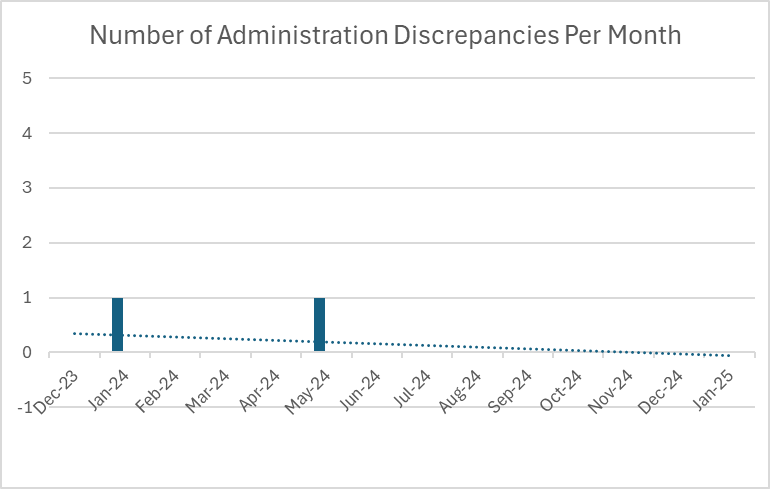 Number of Administration Discrepancies Per Month
5
4
3
2
1
0
-1
Dec-23
Jan-24
Feb-24
Mar-24
Apr-24
May-24
Jun-24
Jul-24
Aug-24
Sep-24
Oct-24
Nov-24
Dec-24
Jan-25